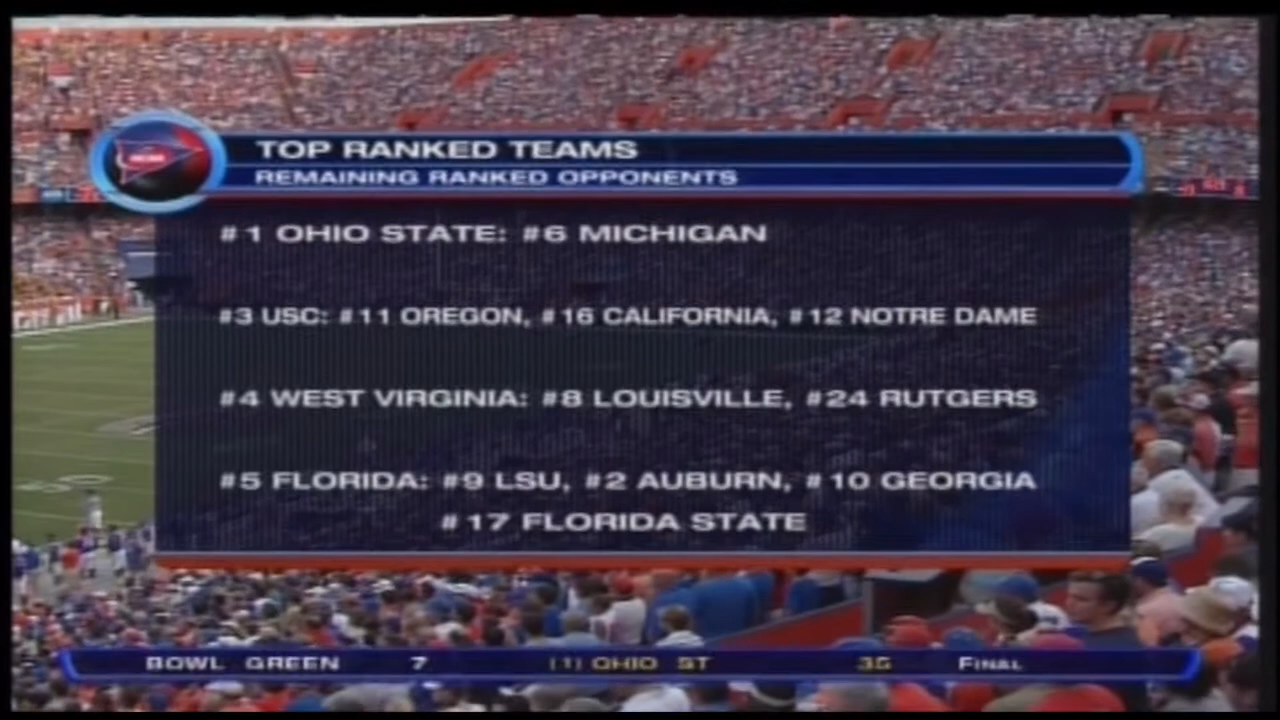 TOP RANKED TEAMS
REMAINING RANKED OPPONENTS
#1 OHIO STATE: #6 MICHIGAN
#3 USC: #11 OREGON, #16 CALIFORNIA, #12 NOTRE DAME
#4 WEST VIRGINIA: #8 LOUISVILLE, #24 RUTGERS
#5 FLORIDA: #9 LSU, #2 AUBURN, #10 GEORGIA
#17 FLORIDA STATE
BOWL GREEN 7 (1) OHIO ST 35 FINAL